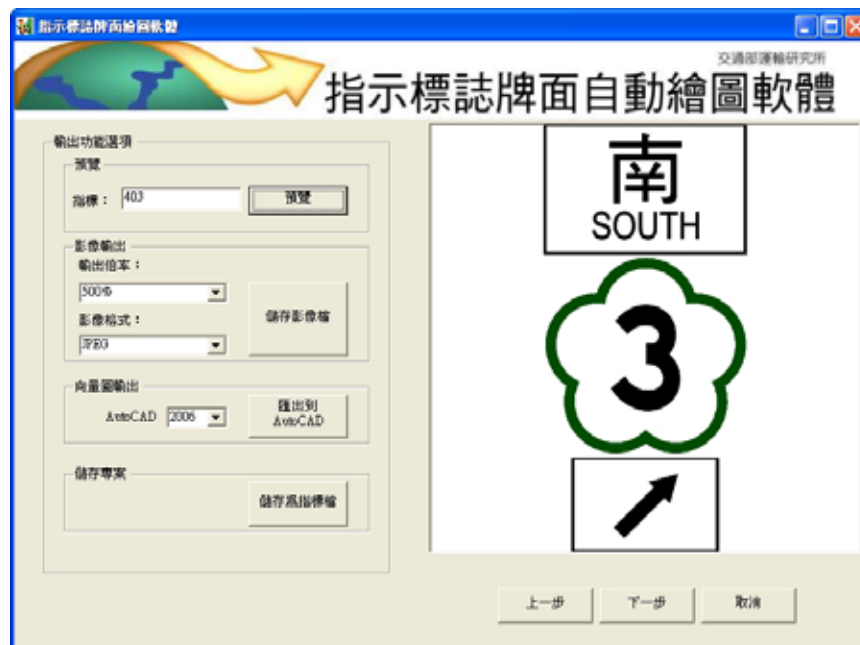 指示標誌牌面繪圖軟體
交通部運輸研究所
指示標誌牌面自動繪圖軟體
輸出功能選項
預覽
指標： 403 預覽
影像輸出
輸出倍率：
500%
影像格式：
儲存影像檔
JPEG
向量圖輸出
AutoCAD 2006
匯出到
AutoCAD
儲存專案
儲存為指標檔
南
SOUTH
3
上一步 下一步 取消